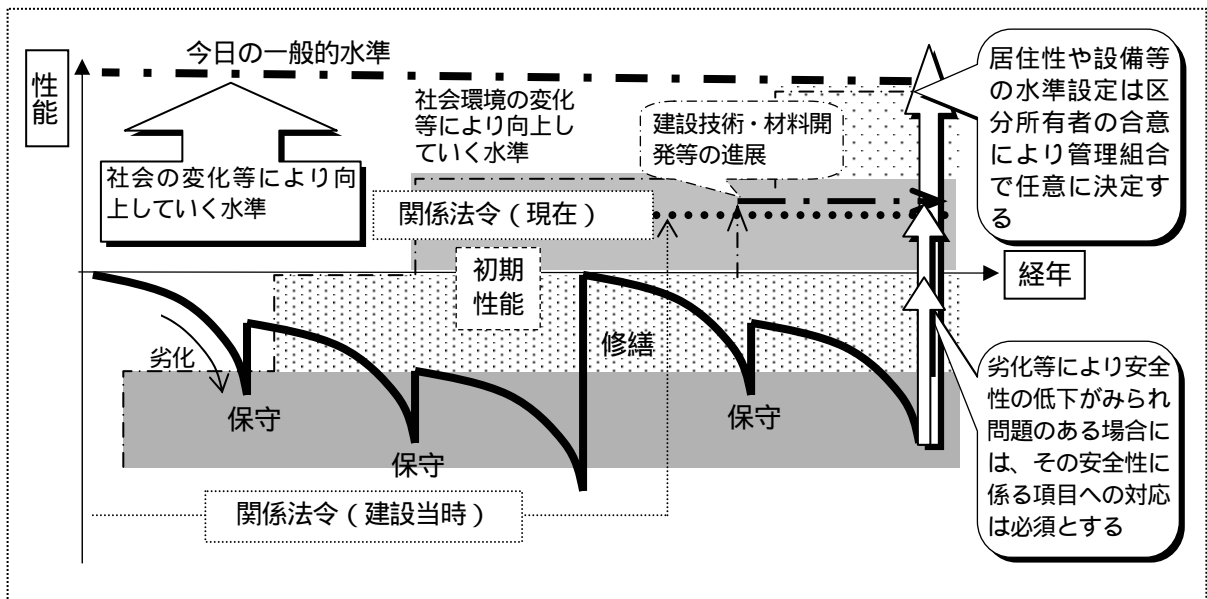 今日の一般的水準
性能
社会の変化等により向
上していく水準
社会環境の変化
等により向上し
ていく水準
建設技術・材料開
発等の進展
居住性や設備等
の水準設定は区
分所有者の合意
により管理組合
で任意に決定す
る
関係法令（現在）
初期
性能
経年
劣化
修繕
保守
保守
保守
劣化等により安全
性の低下がみられ
問題のある場合に
は、その安全性に
係る項目への対応
は必須とする
関係法令（建設当時）